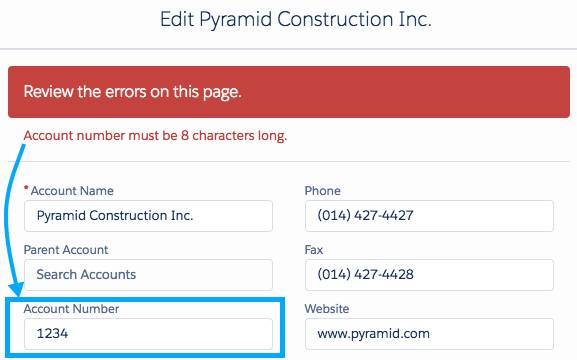 Edit Pyramid Construction Inc.
Review the errors on this page.
Account number must be 8 characters long.
* Account Name
Pyramid Construction Inc.
Phone
(014) 427-4427
Parent Account
Search Accounts
Fax
(014) 427-4428
Account Number
1234
Website
www.pyramid.com